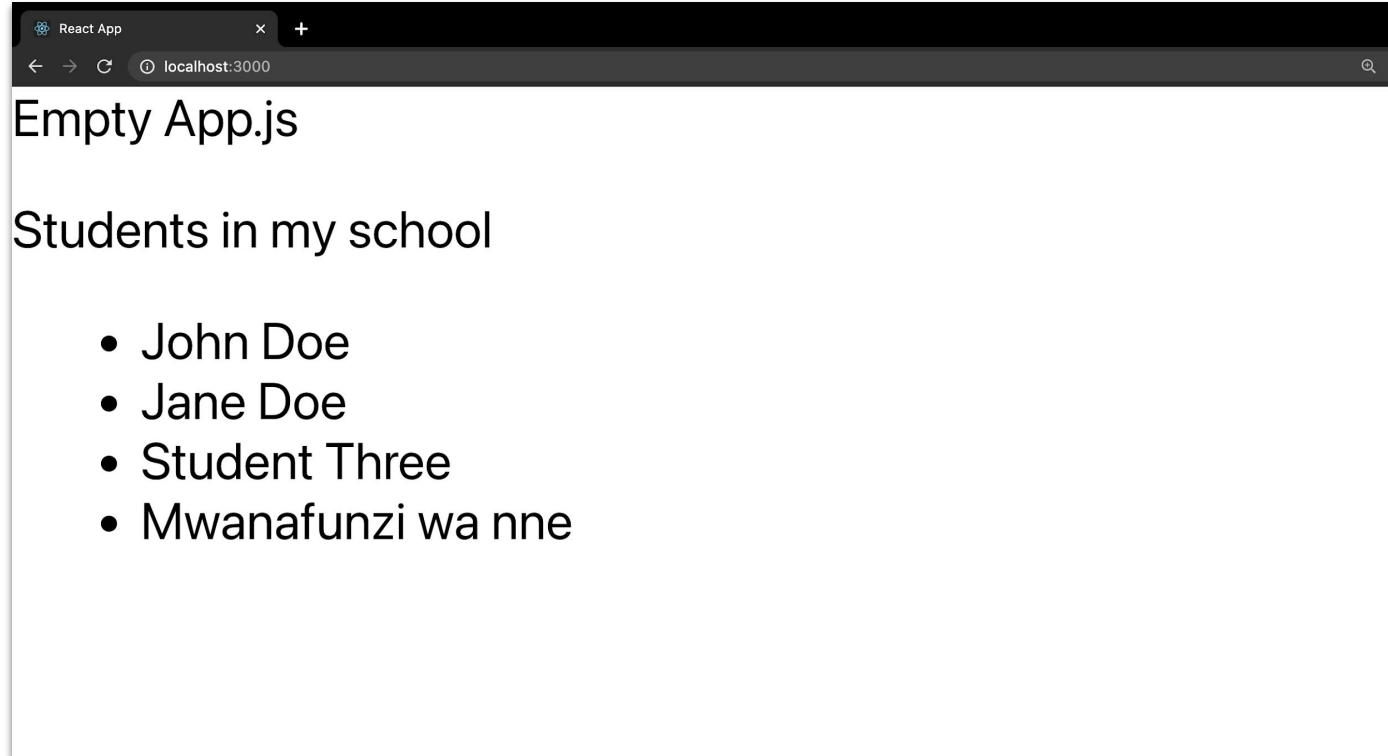 React App
localhost:3000
Empty App.js
Students in my school
John Doe
Jane Doe
Student Three
Mwanafunzi wa nne